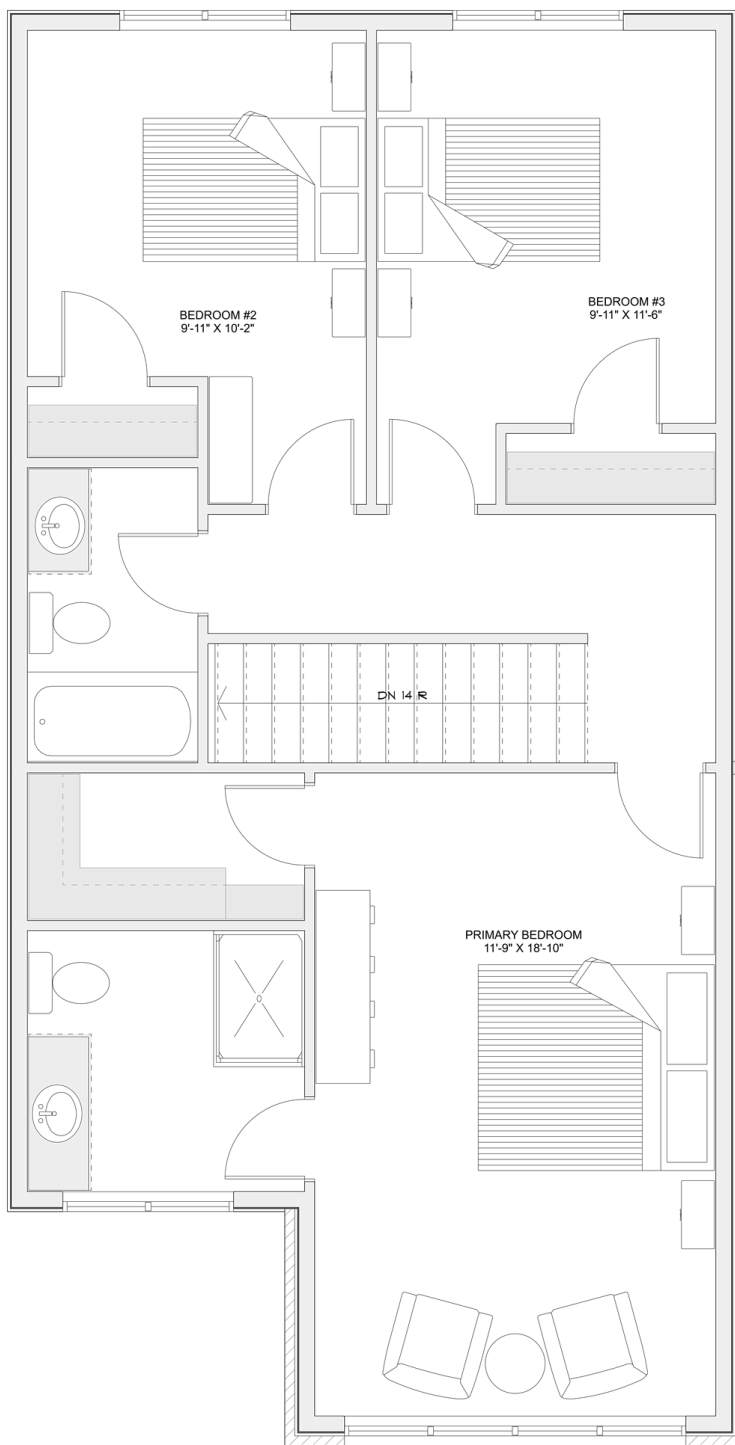 BEDROOM #2
9'-11" X 10'-2"
BEDROOM #3
9'-11" X 11'-6"
DN 14 R
PRIMARY BEDROOM
11'-9" X 18'-10"